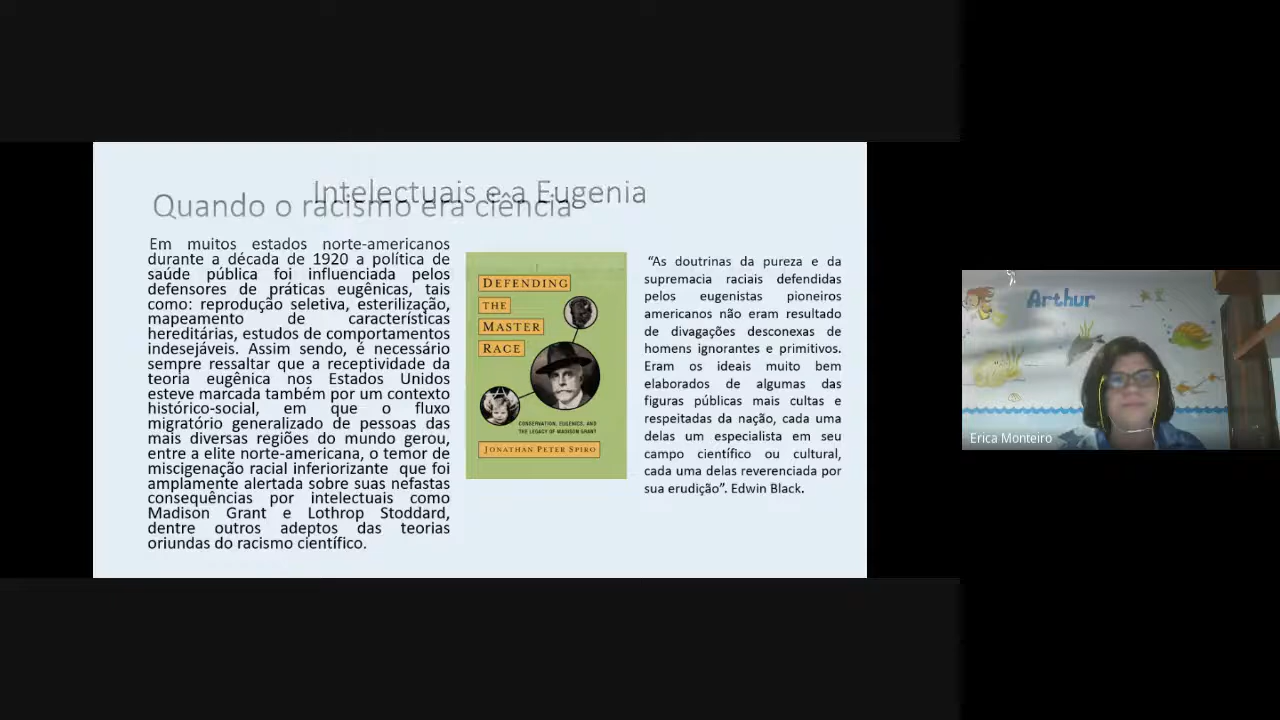 Intelectuais e a Eugenia
Quando o racismo era ciência
Em muitos estados norte-americanos
durante a década de 1920 a política de
saúde pública foi influenciada pelos
defensores de práticas eugênicas, tais
como: reprodução seletiva, esterilização,
mapeamento de características
hereditárias, estudos de comportamentos
indesejáveis. Assim sendo, é necessário
sempre ressaltar que a receptividade da
teoria eugênica nos Estados Unidos
esteve marcada também por um contexto
histórico-social, em que o fluxo
migratório generalizado de pessoas das
mais diversas regiões do mundo gerou,
entre a elite norte-americana, o temor de
miscigenação racial inferiorizante que foi
amplamente alertada sobre suas nefastas
consequências por intelectuais como
Madison Grant e Lothrop Stoddard,
dentre outros adeptos das teorias
oriundas do racismo científico.
DEFENDING
THE
MASTER
RACE
CONSERVATION, EUGENICS, AND
THE LEGACY OF MADISON GRANT
JONATHAN PETER SPIRO
“As doutrinas da pureza e da
supremacia raciais defendidas
pelos eugenistas pioneiros
americanos não eram resultado
de divagações desconexas de
homens ignorantes e primitivos.
Eram os ideais muito bem
elaborados de algumas das
figuras públicas mais cultas e
respeitadas da nação, cada uma
delas um especialista em seu
campo científico ou cultural,
cada uma delas reverenciada por
sua erudição”. Edwin Black.
Arthur
Erica Monteiro